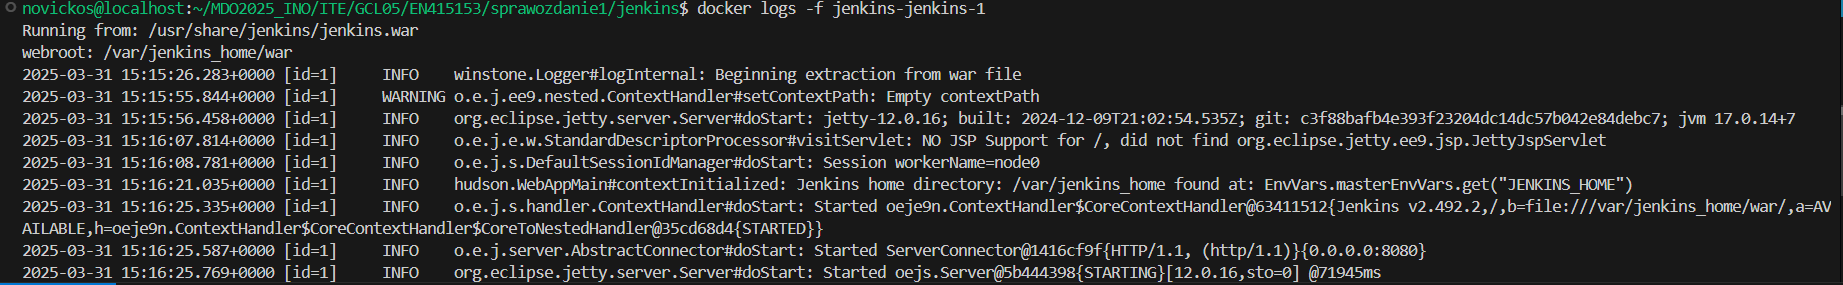 novickos@localhost:~/MDO2025_INO/ITE/GCL05/EN415153/sprawozdanie1/jenkins$ docker logs -f jenkins-jenkins-1
Running from: /usr/share/jenkins/jenkins.war
webroot: /var/jenkins_home/war
2025-03-31 15:15:26.283+0000 [id=1]     INFO    winstone.Logger#logInternal: Beginning extraction from war file
2025-03-31 15:15:55.844+0000 [id=1]     WARNING o.e.j.ee9.nested.ContextHandler#setContextPath: Empty contextPath
2025-03-31 15:15:56.458+0000 [id=1]     INFO    org.eclipse.jetty.server.Server#doStart: jetty-12.0.16; built: 2024-12-09T21:02:54.535Z; git: c3f88bafb4e393f23204dc14dc57b042e84debc7; jvm 17.0.14+7
2025-03-31 15:16:07.814+0000 [id=1]     INFO    o.e.j.e.w.StandardDescriptorProcessor#visitServlet: NO JSP Support for /, did not find org.eclipse.jetty.ee9.jsp.JettyJspServlet
2025-03-31 15:16:08.781+0000 [id=1]     INFO    o.e.j.s.DefaultSessionIdManager#doStart: Session workerName=node0
2025-03-31 15:16:21.035+0000 [id=1]     INFO    hudson.WebAppMain#contextInitialized: Jenkins home directory: /var/jenkins_home found at: EnvVars.masterEnvVars.get("JENKINS_HOME")
2025-03-31 15:16:25.335+0000 [id=1]     INFO    o.e.j.s.handler.ContextHandler#doStart: Started oeje9n.ContextHandler$CoreContextHandler@63411512{Jenkins v2.492.2,/,b=file:///var/jenkins_home/war/,a=AV
AILABLE,h=oeje9n.ContextHandler$CoreContextHandler$CoreToNestedHandler@35cd68d4{STARTED}}
2025-03-31 15:16:25.587+0000 [id=1]     INFO    o.e.j.server.AbstractConnector#doStart: Started ServerConnector@1416cf9f{HTTP/1.1, (http/1.1)}{0.0.0.0:8080}
2025-03-31 15:16:25.769+0000 [id=1]     INFO    org.eclipse.jetty.server.Server#doStart: Started oejs.Server@5b444398{STARTING}[12.0.16,sto=0] @71945ms